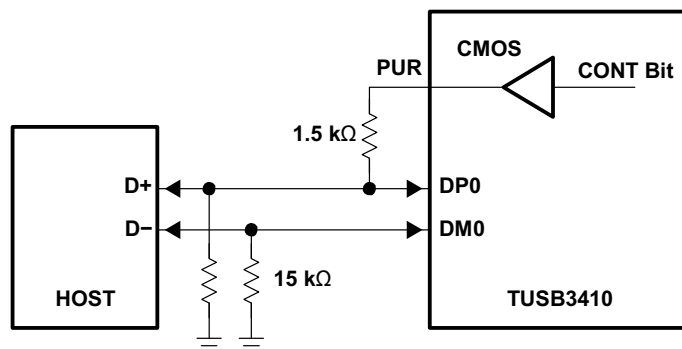 CMOS
PUR
CONT Bit
1.5 kΩ
D+
DP0
D−
DM0
15 kΩ
HOST
TUSB3410